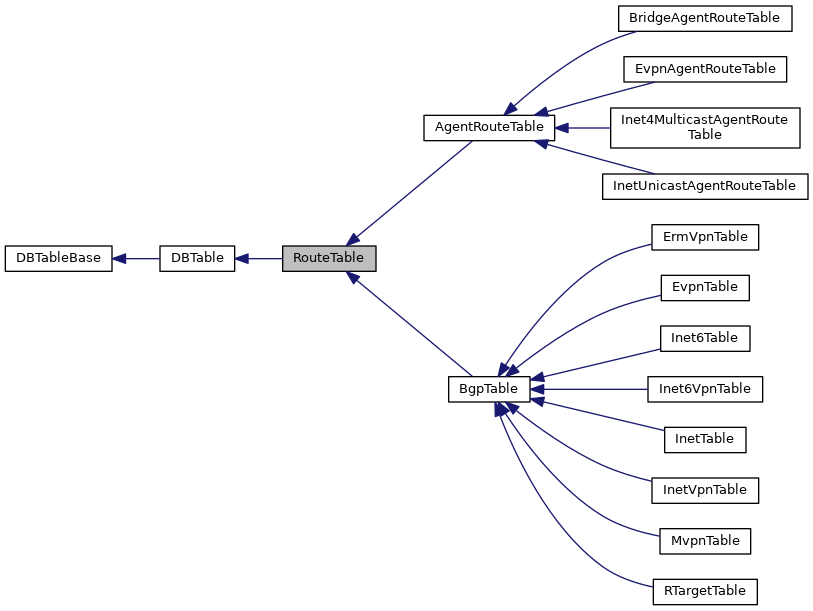 BridgeAgentRouteTable
EvpnAgentRouteTable
AgentRouteTable
Inet4MulticastAgentRoute
Table
InetUnicastAgentRouteTable
ErmVpnTable
DBTableBase
DBTable
RouteTable
EvpnTable
Inet6Table
BgpTable
Inet6VpnTable
InetTable
InetVpnTable
MvpnTable
RTargetTable